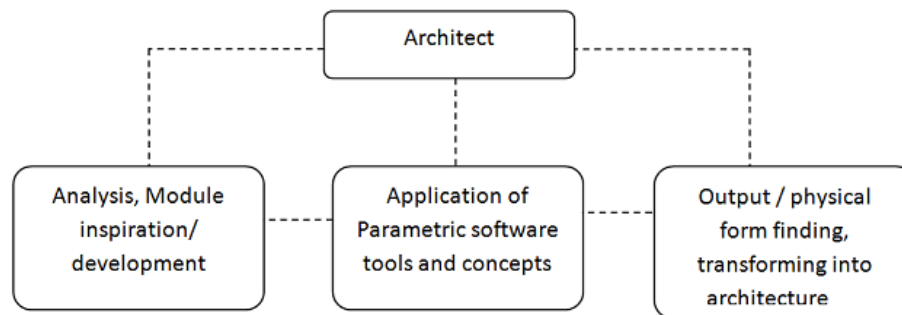 Architect
Analysis, Module
inspiration/
development
Application of
Parametric software
tools and concepts
Output / physical
form finding,
transforming into
architecture